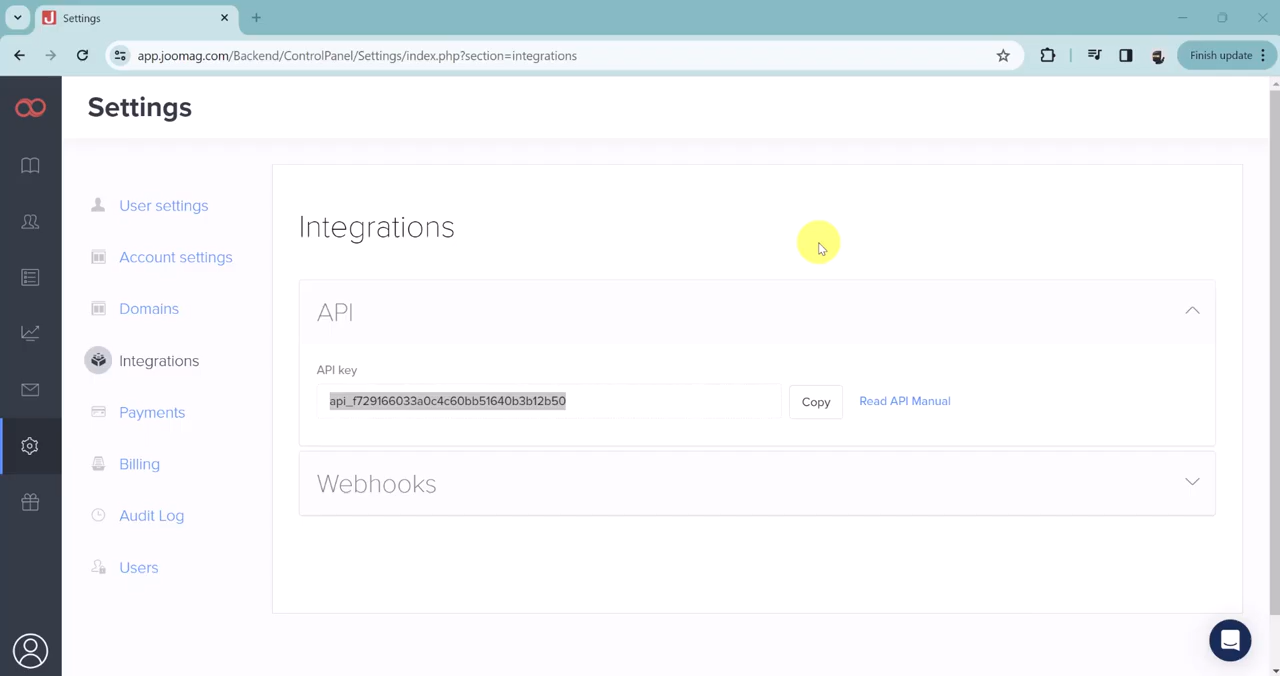 Settings
app.joomag.com/Backend/ControlPanel/Settings/index.php?section=integrations
Finish update
Settings
User settings
Account settings
Domains
Integrations
Payments
Billing
Audit Log
Users
Integrations
API
API key
api_f729166033a0c4c60bb51640b3b12b50
Copy
Read API Manual
Webhooks